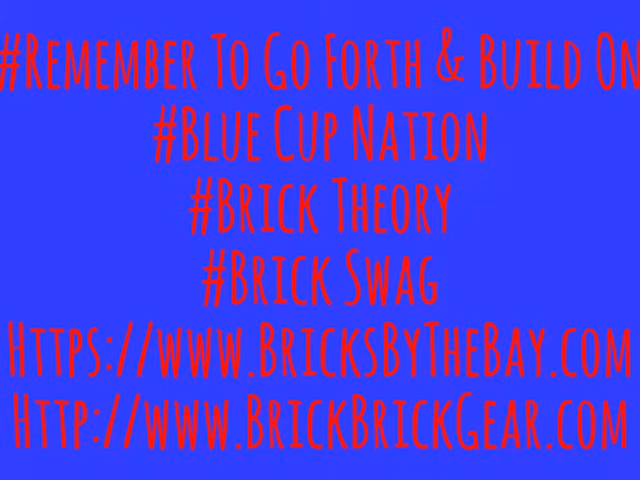 #Remember To Go Forth & Build On
#Blue Cup Nation
#Brick Theory
#Brick Swag
Https://www.BricksByTheBay.com
Http://www.BrickBrickGear.com